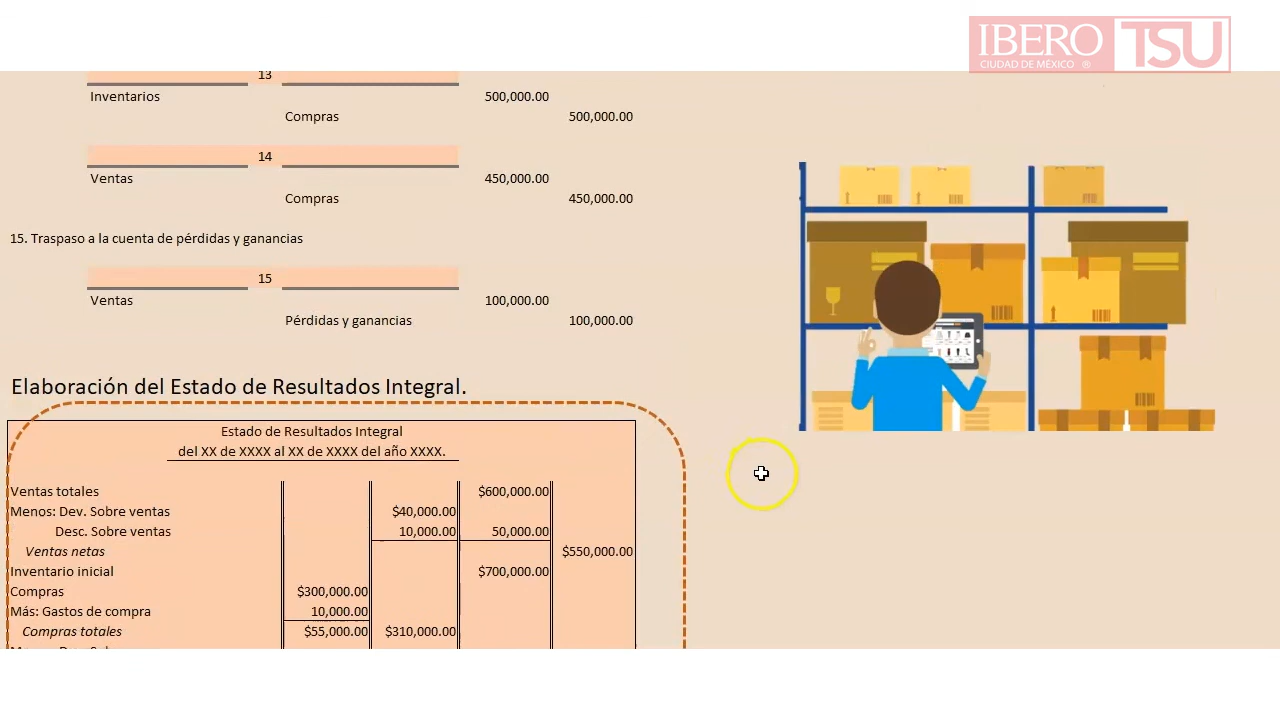 IBERO TSU
CIUDAD DE MÉXICO ®
13
Inventarios 500,000.00
Compras 500,000.00
14
Ventas 450,000.00
Compras 450,000.00
15. Traspaso a la cuenta de pérdidas y ganancias
15
Ventas 100,000.00
Pérdidas y ganancias 100,000.00
Elaboración del Estado de Resultados Integral.
Estado de Resultados Integral
del XX de XXXX al XX de XXXX del año XXXX.
Ventas totales $600,000.00
Menos: Dev. Sobre ventas $40,000.00
Desc. Sobre ventas 10,000.00 50,000.00
Ventas netas $550,000.00
Inventario inicial $700,000.00
Compras $300,000.00
Más: Gastos de compra 10,000.00
Compras totales $55,000.00 $310,000.00